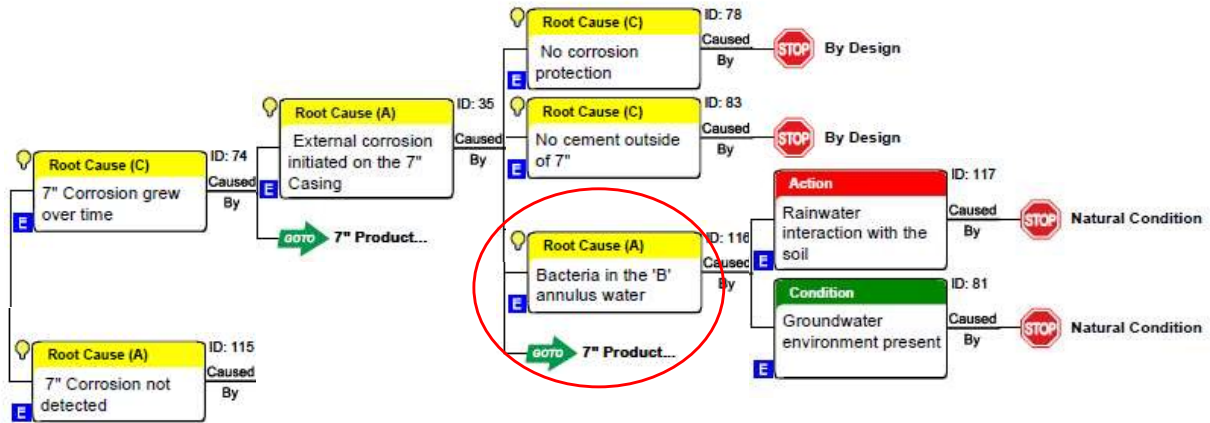 Root Cause (C)
ID: 78
No corrosion
protection
E
Caused
By
STOP
By Design
Root Cause (C)
ID: 83
No cement outside
of 7"
E
Caused
By
STOP
By Design
Root Cause (A)
ID: 35
External corrosion
initiated on the 7"
Casing
E
Caused
By
Root Cause (C)
ID: 74
7" Corrosion grew
over time
E
Caused
By
GOTO 7" Product...
Root Cause (A)
ID: 116
Bacteria in the 'B'
annulus water
E
Caused
By
GOTO 7" Product...
Action
ID: 117
Rainwater
interaction with the
soil
E
Caused
By
STOP
Natural Condition
Condition
ID: 81
Groundwater
environment present
E
Caused
By
STOP
Natural Condition
Root Cause (A)
ID: 115
7" Corrosion not
detected
E
Caused
By